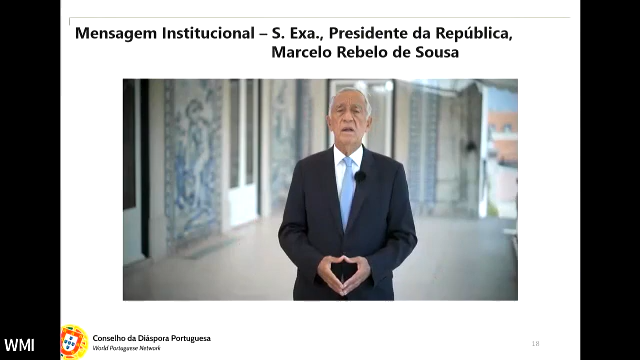 Mensagem Institucional – S. Exa., Presidente da República,
Marcelo Rebelo de Sousa
WMI
Conselho da Diáspora Portuguesa
World Portuguese Network
18